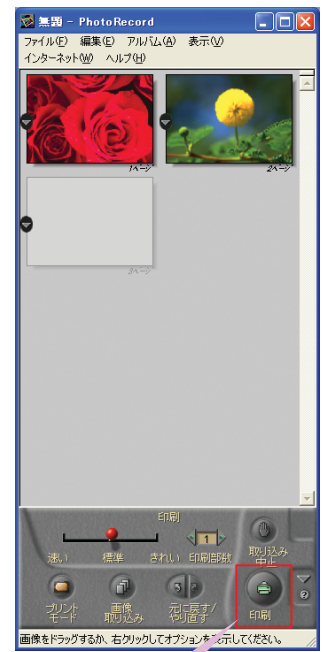 無題 - PhotoRecord
ファイル(F) 編集(E) アルバム(A) 表示(V)
インターネット(W) ヘルプ(H)
1ページ
2ページ
3ページ
印刷
1
速い 標準 きれい 印刷部数
取り込み
中止
プリント
モード
画像
取り込み
元に戻す/
やり直す
印刷
?
画像をドラッグするか、右クリックしてオプションを表示してください。